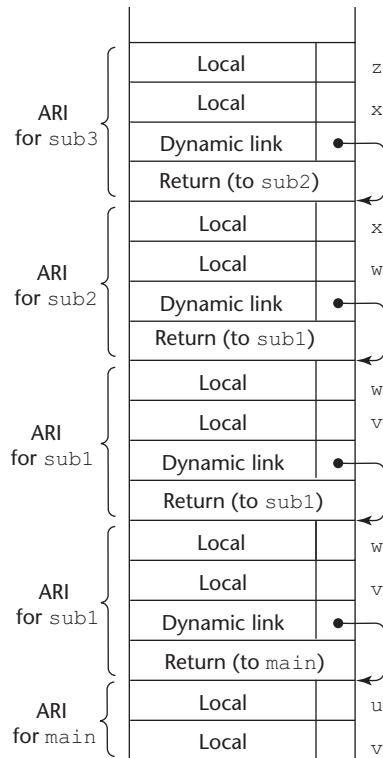 Local z
Local x
ARI
for sub3
Dynamic link
Return (to sub2)
Local x
Local w
ARI
for sub2
Dynamic link
Return (to sub1)
Local w
Local v
ARI
for sub1
Dynamic link
Return (to sub1)
Local w
Local v
ARI
for sub1
Dynamic link
Return (to main)
Local u
ARI
for main
Local v